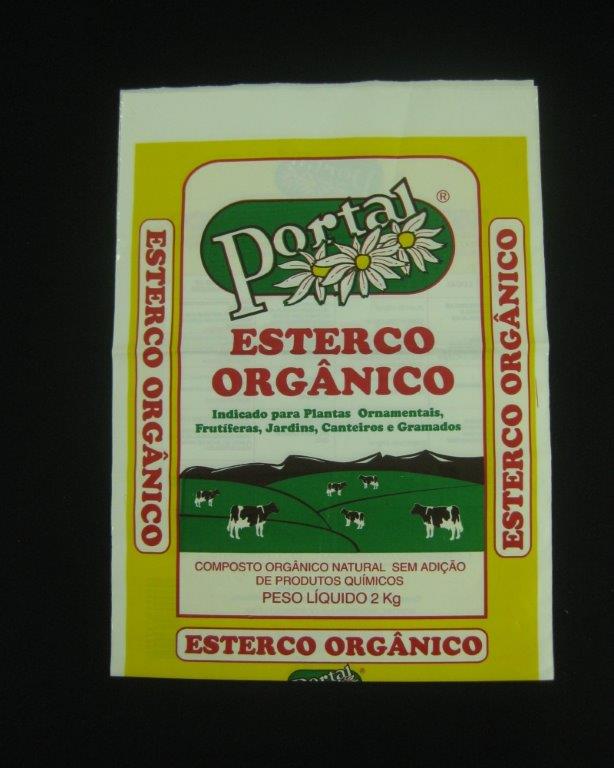 Portal®
ESTERCO
ORGÂNICO
Indicado para Plantas Ornamentais,
Frutíferas, Jardins, Canteiros e Gramados
ESTERCO ORGÂNICO
ESTERCO ORGÂNICO
COMPOSTO ORGÂNICO NATURAL SEM ADIÇÃO
DE PRODUTOS QUÍMICOS
PESO LÍQUIDO 2 Kg
ESTERCO ORGÂNICO
Portal®